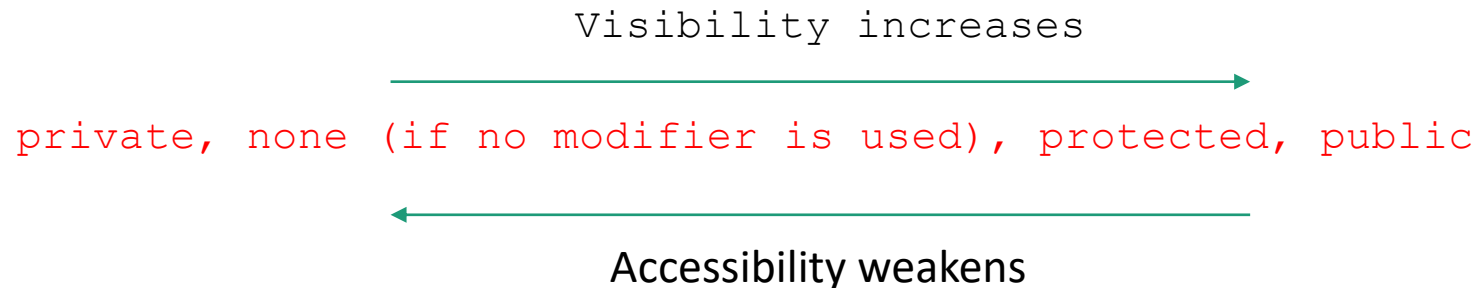 Visibility increases
private, none (if no modifier is used), protected, public
Accessibility weakens